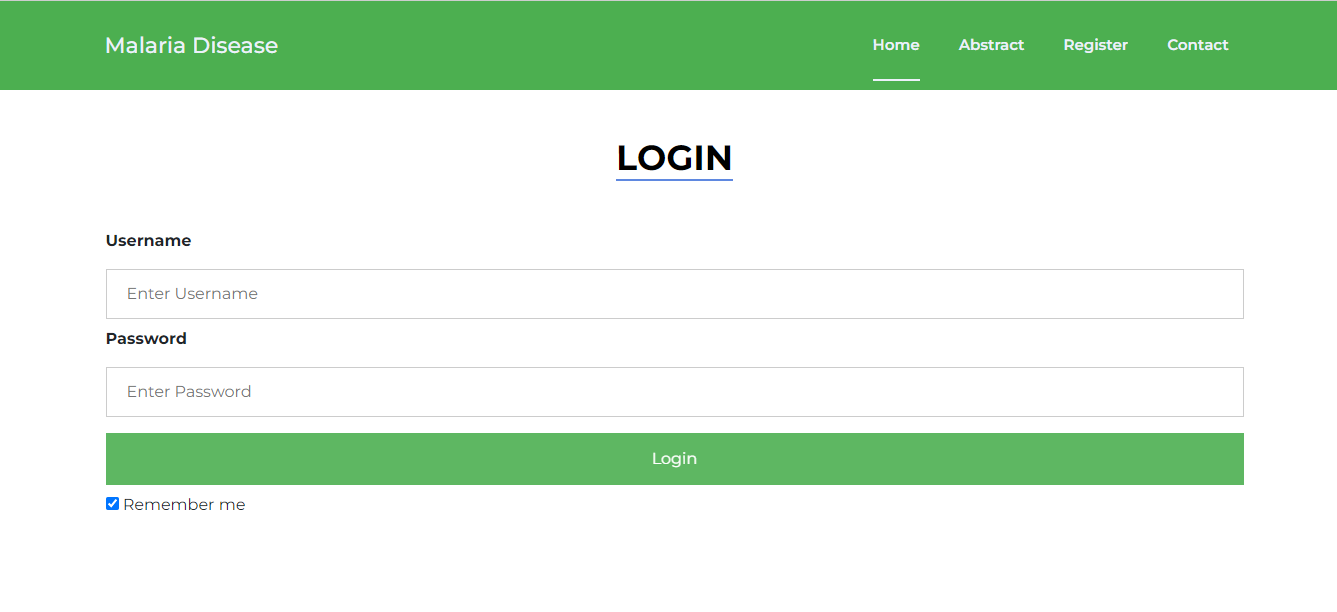 Malaria Disease Home Abstract Register Contact
LOGIN
Username
Enter Username
Password
Enter Password
Login
Remember me